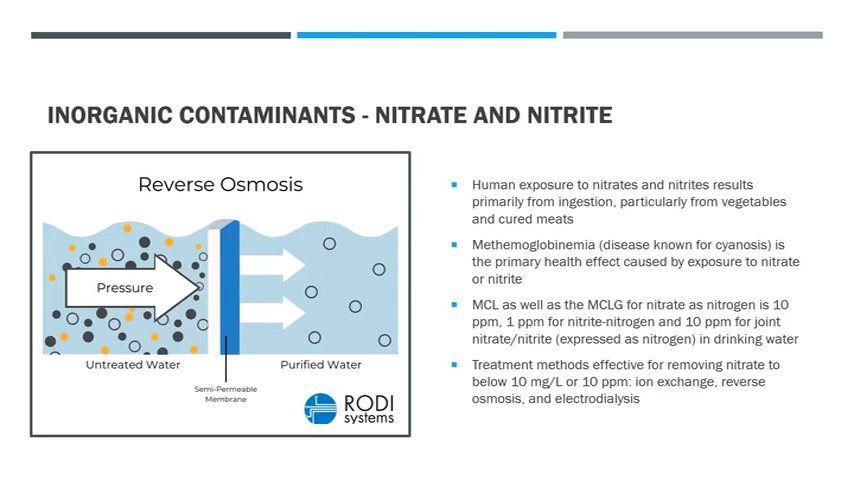 INORGANIC CONTAMINANTS - NITRATE AND NITRITE
Reverse Osmosis
Pressure
Untreated Water
Purified Water
Semi-Permeable
Membrane
RODI
systems
Human exposure to nitrates and nitrites results
primarily from ingestion, particularly from vegetables
and cured meats
Methemoglobinemia (disease known for cyanosis) is
the primary health effect caused by exposure to nitrate
or nitrite
MCL as well as the MCLG for nitrate as nitrogen is 10
ppm, 1 ppm for nitrite-nitrogen and 10 ppm for joint
nitrate/nitrite (expressed as nitrogen) in drinking water
Treatment methods effective for removing nitrate to
below 10 mg/L or 10 ppm: ion exchange, reverse
osmosis, and electrodialysis